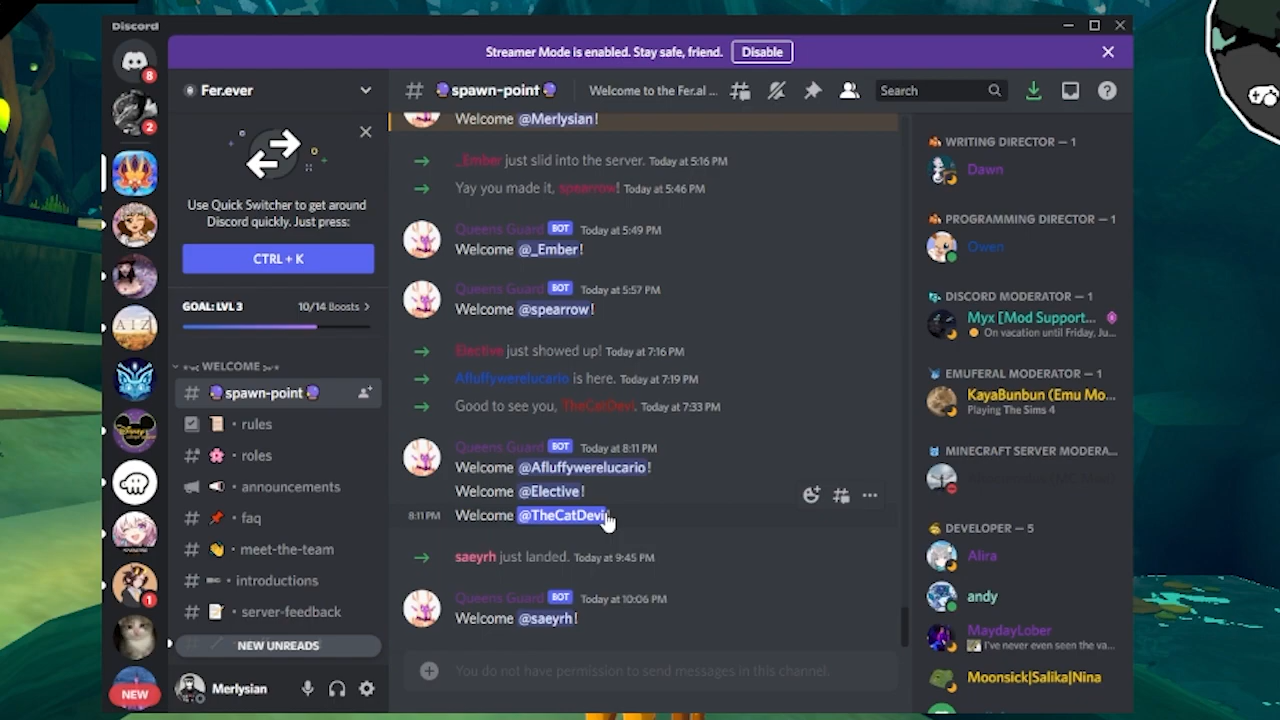 Discord
Streamer Mode is enabled. Stay safe, friend. Disable
8
2
1
NEW
Fer.ever
Use Quick Switcher to get around
Discord quickly. Just press:
CTRL + K
GOAL: LVL 3 10/14 Boosts >
WELCOME
# spawn-point
• rules
# • roles
• announcements
# • faq
# • meet-the-team
# • introductions
# • server-feedback
NEW UNREADS
Merlysian
# spawn-point
Welcome to the Fer.al ...
Search
Welcome @Merlysian!
_Ember just slid into the server. Today at 5:16 PM
Yay you made it, spearrow! Today at 5:46 PM
Queens Guard BOT Today at 5:49 PM
Welcome @_Ember!
Queens Guard BOT Today at 5:57 PM
Welcome @spearrow!
Elective just showed up! Today at 7:16 PM
Afluffywerelucario is here. Today at 7:19 PM
Good to see you, TheCatDevi. Today at 7:33 PM
Queens Guard BOT Today at 8:11 PM
Welcome @Afluffywerelucario!
Welcome @Elective!
8:11 PM Welcome @TheCatDevi!
saeyrh just landed. Today at 9:45 PM
Queens Guard BOT Today at 10:06 PM
Welcome @saeyrh!
You do not have permission to send messages in this channel.
WRITING DIRECTOR — 1
Dawn
PROGRAMMING DIRECTOR — 1
Owen
DISCORD MODERATOR — 1
Myx [Mod Support...
On vacation until Friday, Ju...
EMUFERAL MODERATOR — 1
KayaBunbun (Emu Mo...
Playing The Sims 4
MINECRAFT SERVER MODERA...
DEVELOPER — 5
Alira
andy
MaydayLober
I've never even seen the va...
Moonsick|Salika|Nina